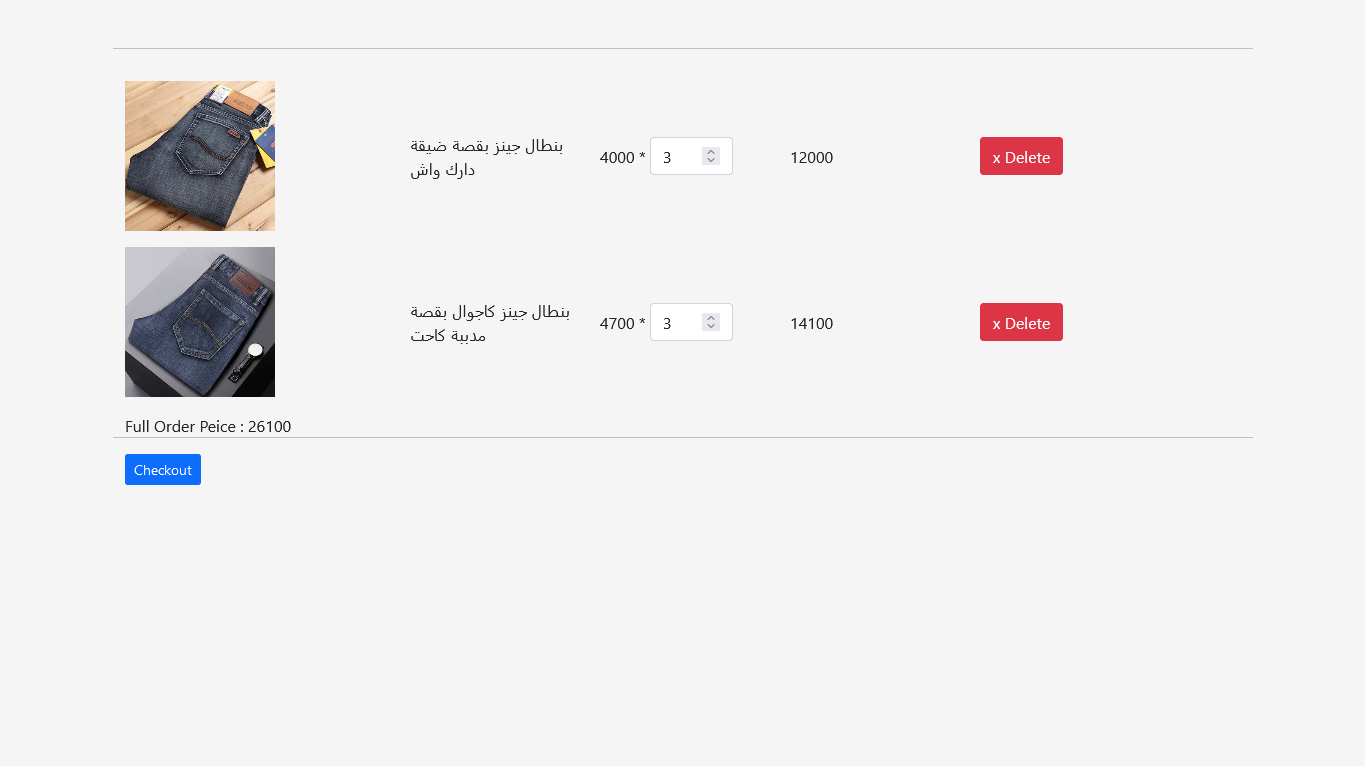 بنطال جينز بقصة ضيقة
دارك واش
4000 * 3
12000
x Delete
بنطال جينز كاجوال بقصة
مدببة كاحت
4700 * 3
14100
x Delete
Full Order Peice : 26100
Checkout